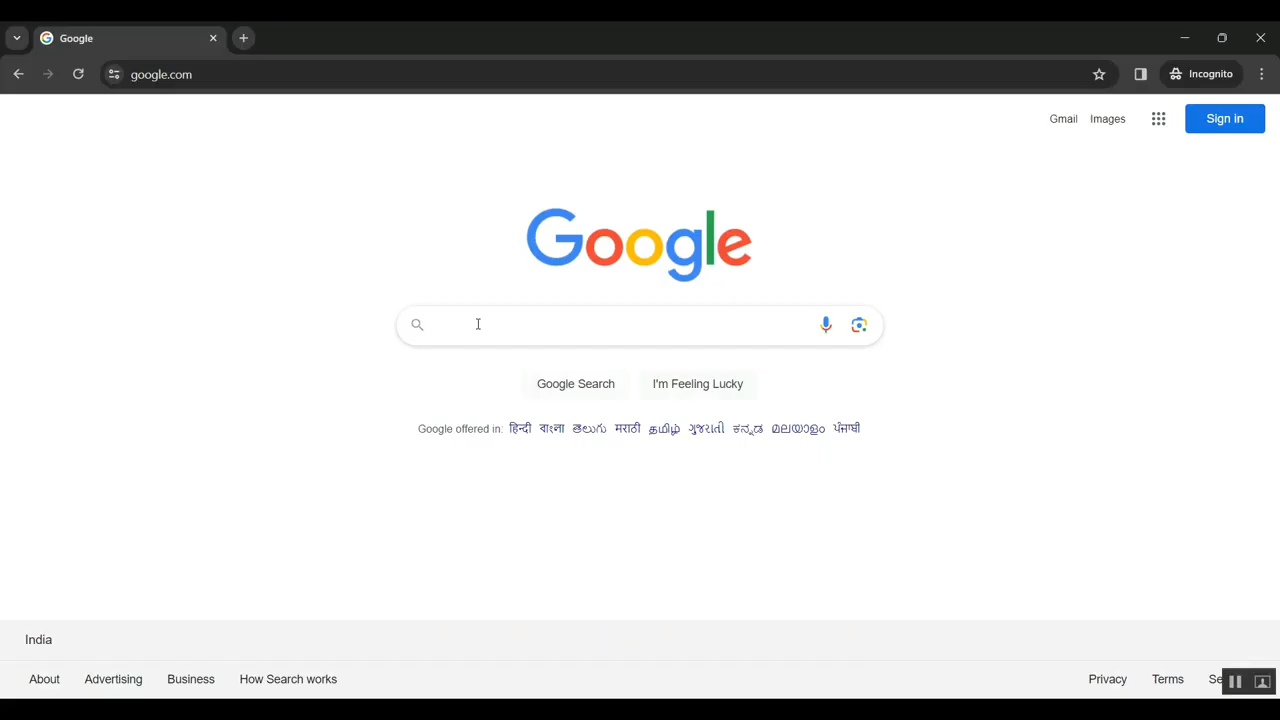 Google
google.com
Incognito
Gmail Images Sign in
Google
Google Search I'm Feeling Lucky
Google offered in: हिन्दी বাংলা తెలుగు मराठी தமிழ் ગુજરાતી ಕನ್ನಡ മലയാളം ਪੰਜਾਬੀ
India
About Advertising Business How Search works Privacy Terms Se